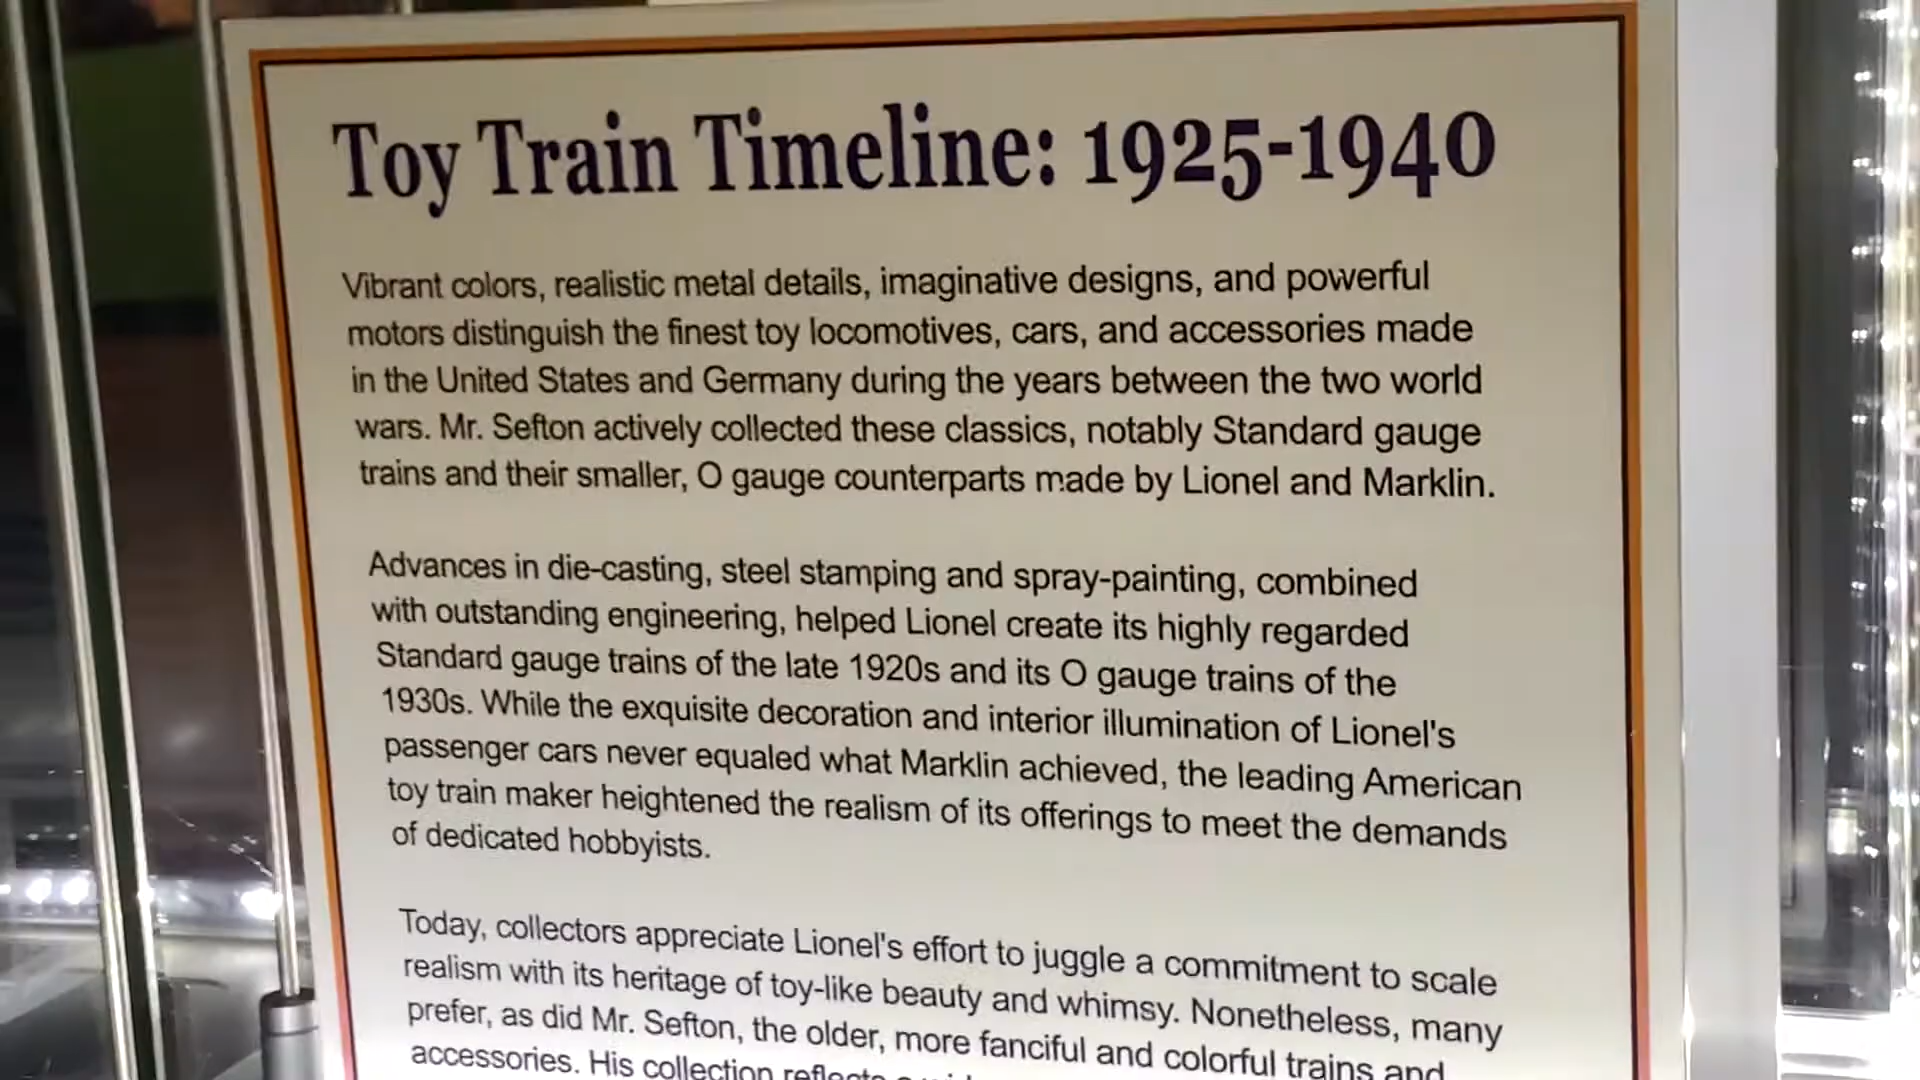 Toy Train Timeline: 1925-1940
Vibrant colors, realistic metal details, imaginative designs, and powerful
motors distinguish the finest toy locomotives, cars, and accessories made
in the United States and Germany during the years between the two world
wars. Mr. Sefton actively collected these classics, notably Standard gauge
trains and their smaller, O gauge counterparts made by Lionel and Marklin.
Advances in die-casting, steel stamping and spray-painting, combined
with outstanding engineering, helped Lionel create its highly regarded
Standard gauge trains of the late 1920s and its O gauge trains of the
1930s. While the exquisite decoration and interior illumination of Lionel's
passenger cars never equaled what Marklin achieved, the leading American
toy train maker heightened the realism of its offerings to meet the demands
of dedicated hobbyists.
Today, collectors appreciate Lionel's effort to juggle a commitment to scale
realism with its heritage of toy-like beauty and whimsy. Nonetheless, many
prefer, as did Mr. Sefton, the older, more fanciful and colorful trains and
accessories. His collection reflects a